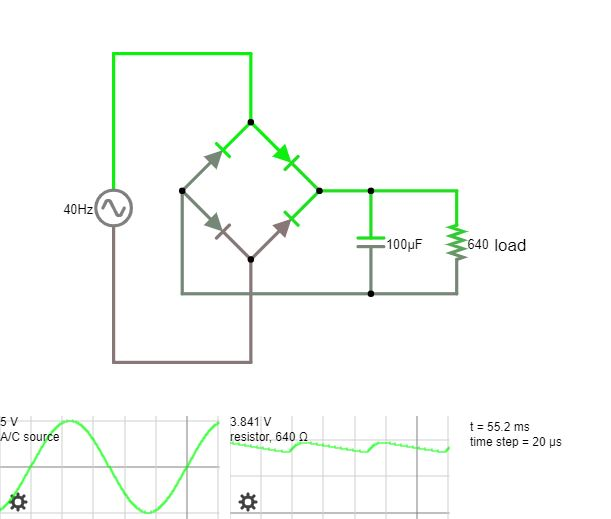 40Hz
100µF
640 load
5 V
A/C source
3.841 V
resistor, 640 Ω
t = 55.2 ms
time step = 20 µs